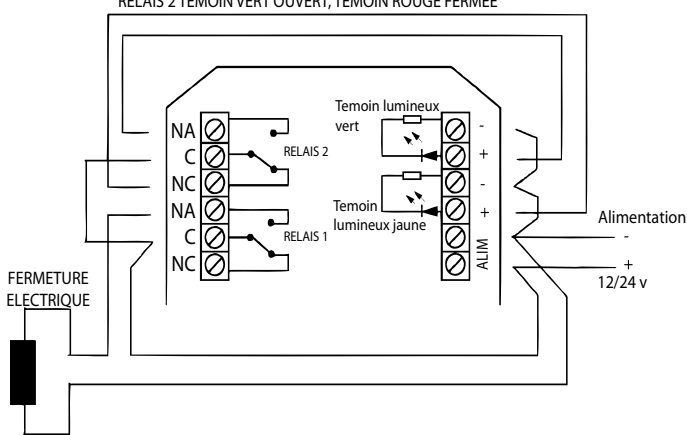 RELAIS 2 TEMOIN VERT OUVERT, TEMOIN ROUGE FERMEE
NA
C
NC
NA
C
NC
RELAIS 2
RELAIS 1
Temoin lumineux
vert
Temoin
lumineux jaune
-
+
-
+
ALIM
Alimentation
-
+
12/24 v
FERMETURE
ELECTRIQUE